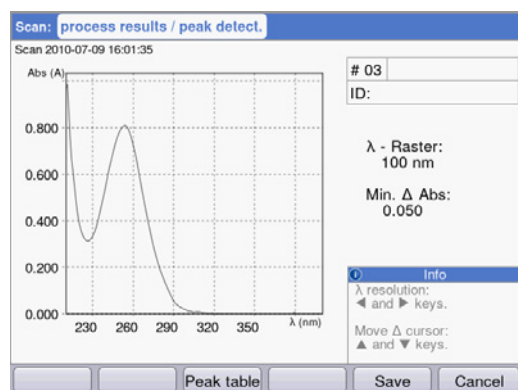 Scan: process results / peak detect.
Scan 2010-07-09 16:01:35
Abs (A)
# 03
ID:
0.800
0.600
0.400
0.200
0.000
230 260 290 320 350 λ (nm)
λ - Raster:
100 nm
Min. Δ Abs:
0.050
Info
λ resolution:
◀ and ▶ keys.
Move Δ cursor:
▲ and ▼ keys.
Peak table Save Cancel